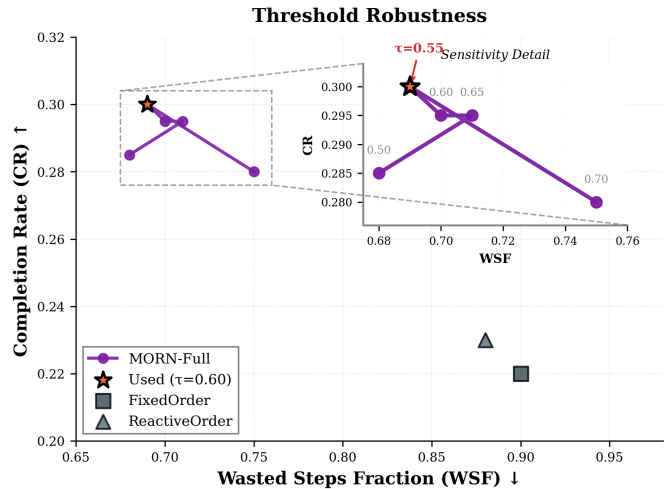 Threshold Robustness
Completion Rate (CR) ↑
0.32
0.30
0.28
0.26
0.24
0.22
0.20
0.65
0.70
0.75
0.80
0.85
0.90
0.95
Wasted Steps Fraction (WSF) ↓
τ=0.55
Sensitivity Detail
CR
0.300
0.295
0.290
0.285
0.280
0.50
0.60
0.65
0.70
0.68
0.70
0.72
0.74
0.76
WSF
MORN-Full
Used (τ=0.60)
FixedOrder
ReactiveOrder